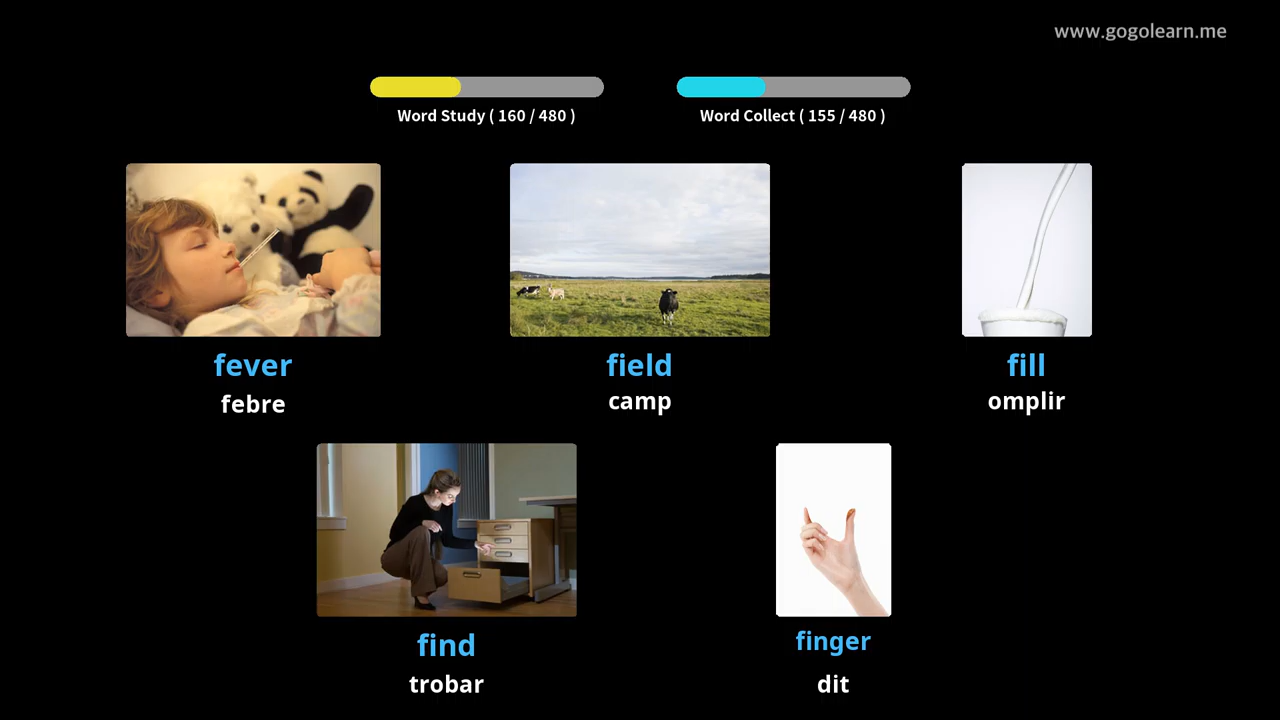 www.gogolearn.me
Word Study ( 160 / 480 )
Word Collect ( 155 / 480 )
fever
febre
field
camp
fill
omplir
find
trobar
finger
dit